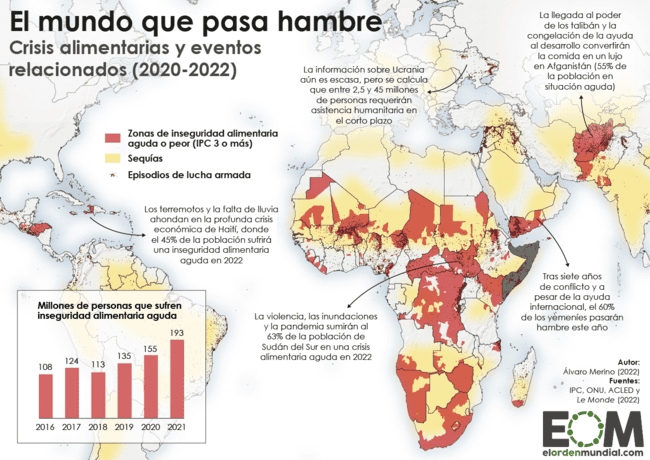 El mundo que pasa hambre
Crisis alimentarias y eventos
relacionados (2020-2022)
Zonas de inseguridad alimentaria
aguda o peor (IPC 3 o más)
Sequías
Episodios de lucha armada
La información sobre Ucrania
aún es escasa, pero se calcula
que entre 2,5 y 45 millones
de personas requerirán
asistencia humanitaria en
el corto plazo
La llegada al poder
de los talibán y la
congelación de la ayuda
al desarrollo convertirán
la comida en un lujo
en Afganistán (55% de
la población en
situación aguda)
Los terremotos y la falta de lluvia
ahondan en la profunda crisis
económica de Haití, donde
el 45% de la población sufrirá
una inseguridad alimentaria
aguda en 2022
La violencia, las inundaciones
y la pandemia sumirán al
63% de la población de
Sudán del Sur en una crisis
alimentaria aguda en 2022
Tras siete años
de conflicto y a
pesar de la ayuda
internacional, el 60%
de los yemeníes pasarán
hambre este año
Millones de personas que sufren
inseguridad alimentaria aguda
108 124 113 135 155 193
2016 2017 2018 2019 2020 2021
Autor:
Álvaro Merino (2022)
Fuentes:
IPC, ONU, ACLED y
Le Monde (2022)
EOM
elordenmundial.com